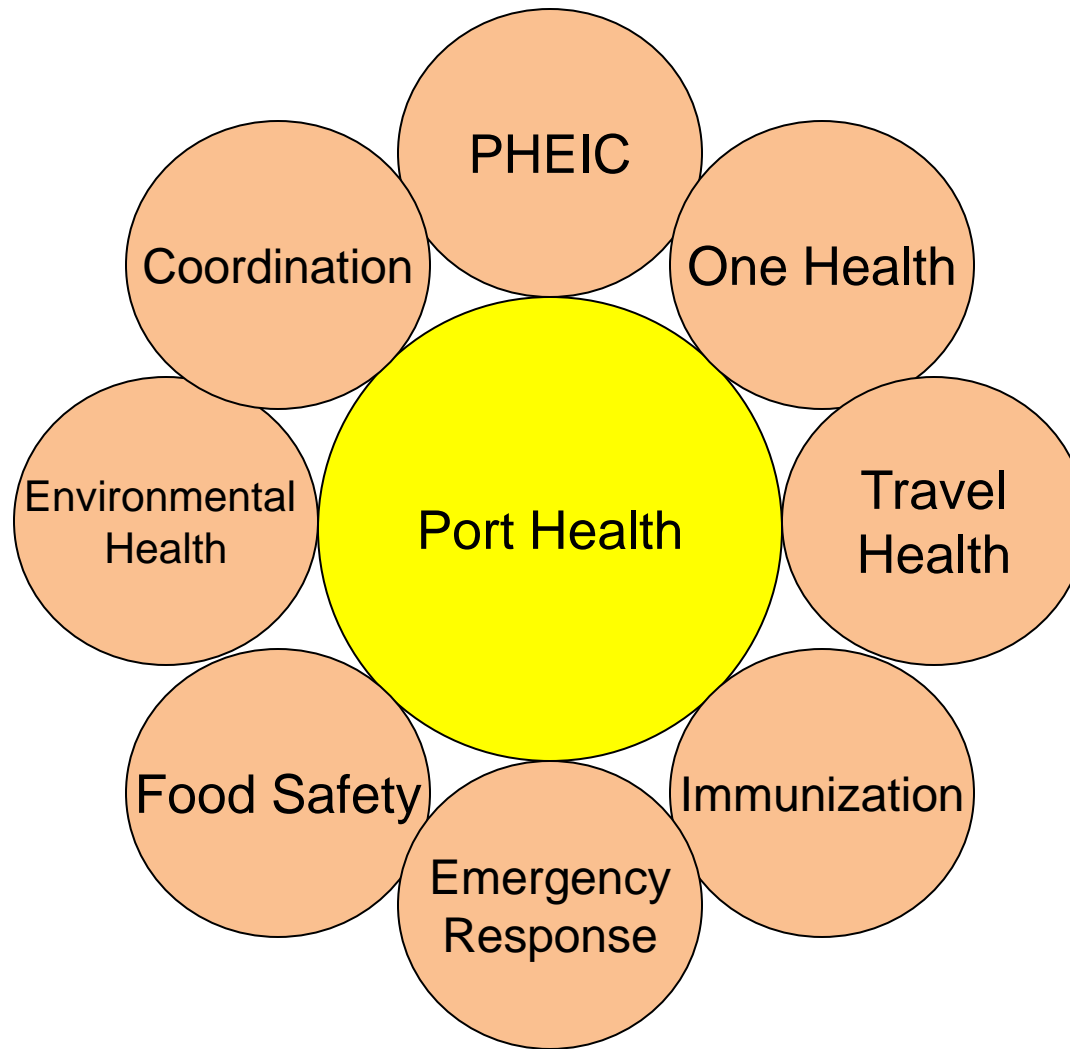 PHEIC
Coordination
One Health
Environmental
Health
Port Health
Travel
Health
Food Safety
Immunization
Emergency
Response